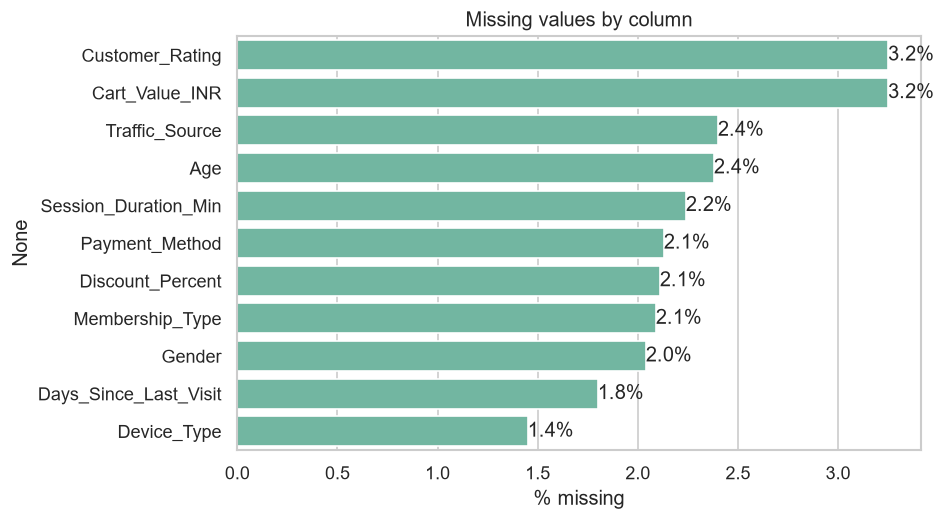 Missing values by column
Customer_Rating 3.2%
Cart_Value_INR 3.2%
Traffic_Source 2.4%
Age 2.4%
Session_Duration_Min 2.2%
Payment_Method 2.1%
Discount_Percent 2.1%
Membership_Type 2.1%
Gender 2.0%
Days_Since_Last_Visit 1.8%
Device_Type 1.4%
None
0.0 0.5 1.0 1.5 2.0 2.5 3.0
% missing